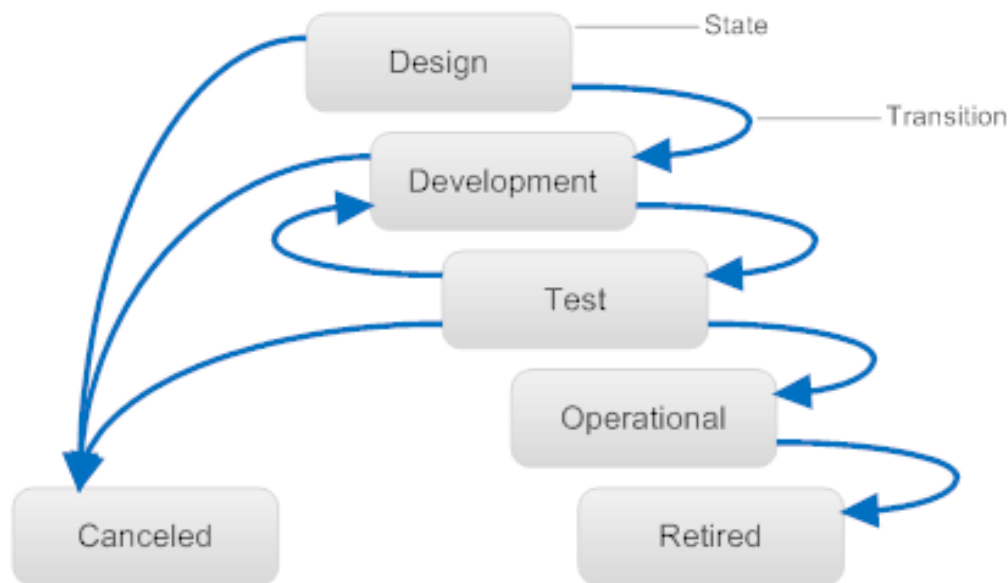 State
Design
Transition
Development
Test
Operational
Canceled
Retired